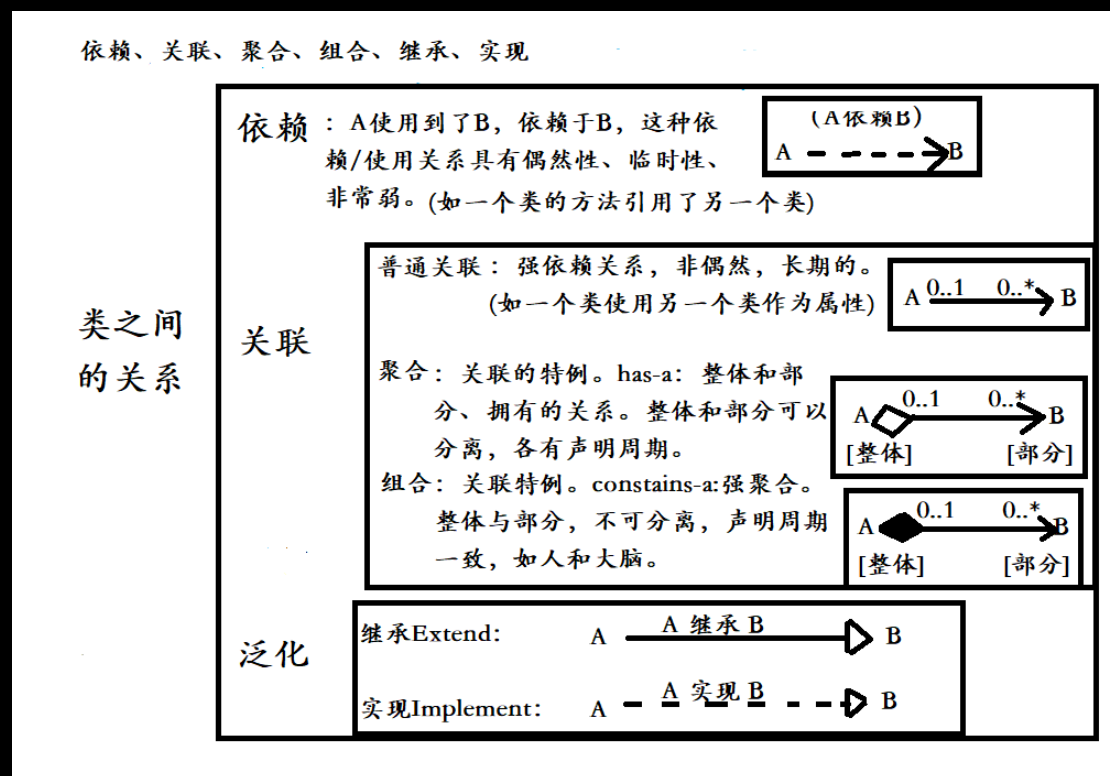 依赖、关联、聚合、组合、继承、实现
类之间
的关系
依赖：A使用到了B，依赖于B，这种依
赖/使用关系具有偶然性、临时性、
非常弱。(如一个类的方法引用了另一个类)
(A依赖B)
A B
关联
普通关联：强依赖关系，非偶然，长期的。
(如一个类使用另一个类作为属性)
A 0..1 0..* B
聚合：关联的特例。has-a：整体和部
分、拥有的关系。整体和部分可以
分离，各有声明周期。
0..1 0..*
A B
[整体] [部分]
组合：关联特例。constains-a:强聚合。
整体与部分，不可分离，声明周期
一致，如人和大脑。
0..1 0..*
A B
[整体] [部分]
泛化
继承Extend： A A 继承 B B
实现Implement： A A 实现 B B